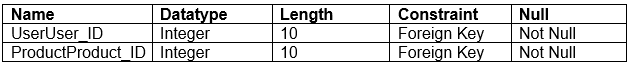 Name Datatype Length Constraint Null
UserUser_ID Integer 10 Foreign Key Not Null
ProductProduct_ID Integer 10 Foreign Key Not Null